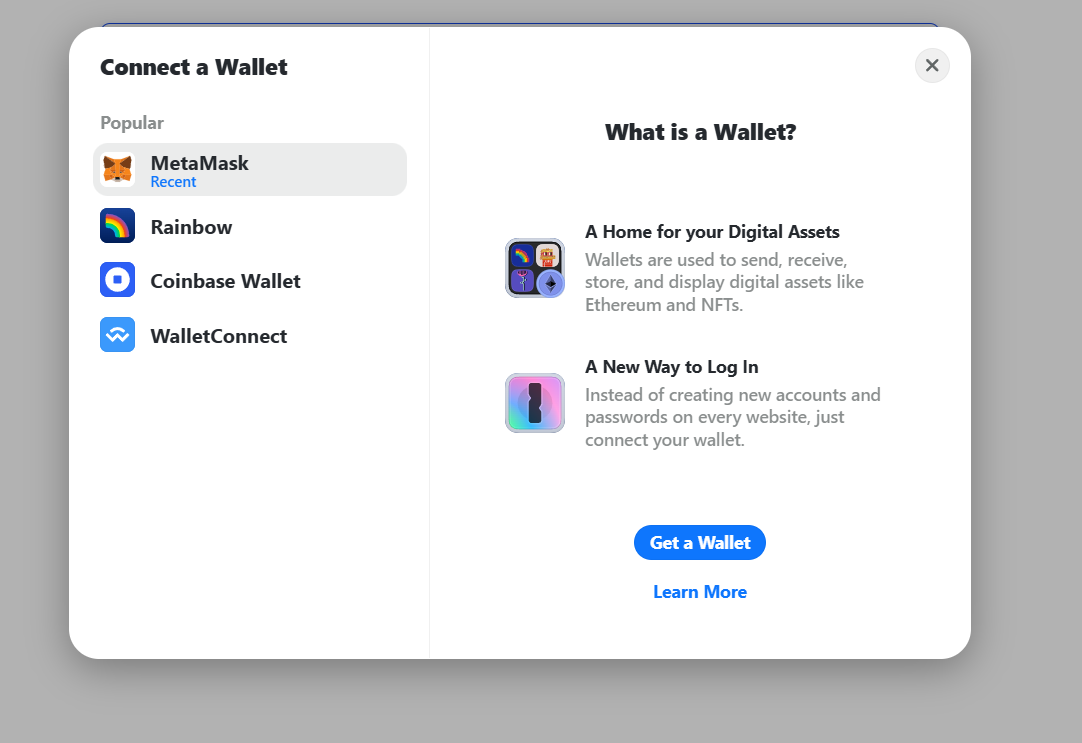 Connect a Wallet
Popular
MetaMask
Recent
Rainbow
Coinbase Wallet
WalletConnect
What is a Wallet?
A Home for your Digital Assets
Wallets are used to send, receive,
store, and display digital assets like
Ethereum and NFTs.
A New Way to Log In
Instead of creating new accounts and
passwords on every website, just
connect your wallet.
Get a Wallet
Learn More